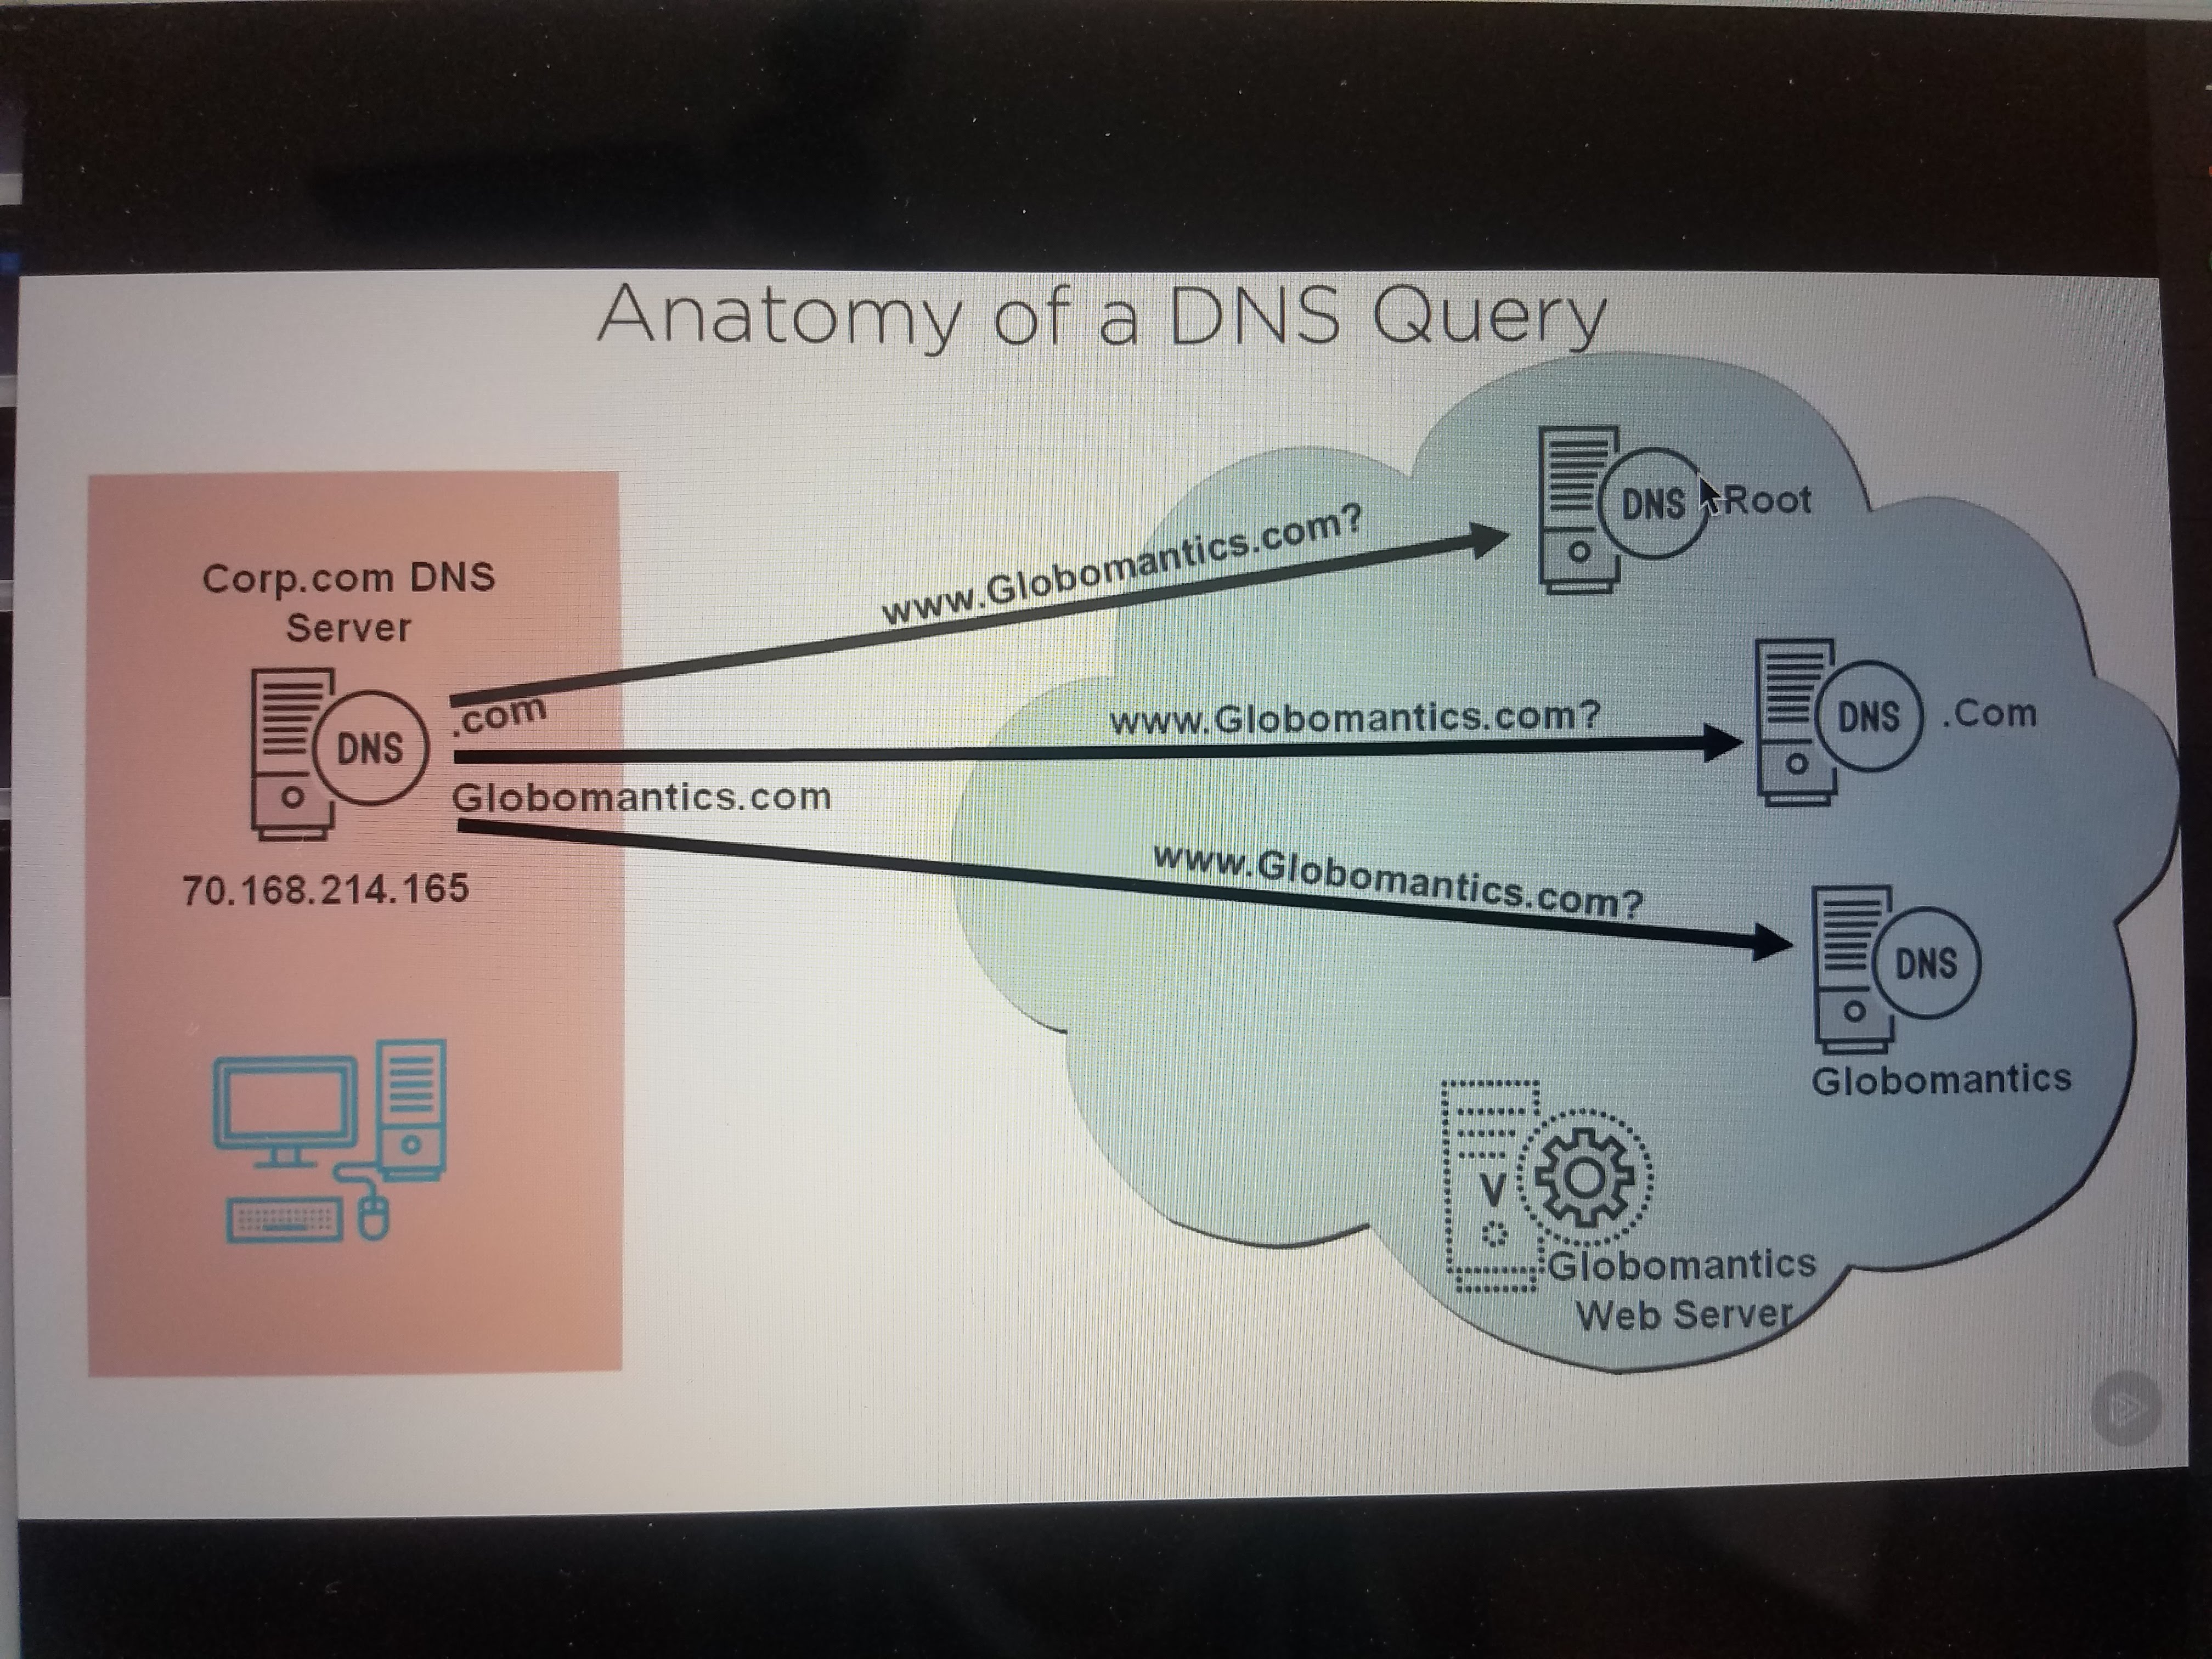 Anatomy of a DNS Query
Corp.com DNS
Server
DNS
70.168.214.165
www.Globomantics.com?
.com
www.Globomantics.com?
Globomantics.com
www.Globomantics.com?
DNS
Root
DNS
.Com
DNS
Globomantics
V
Globomantics
Web Server